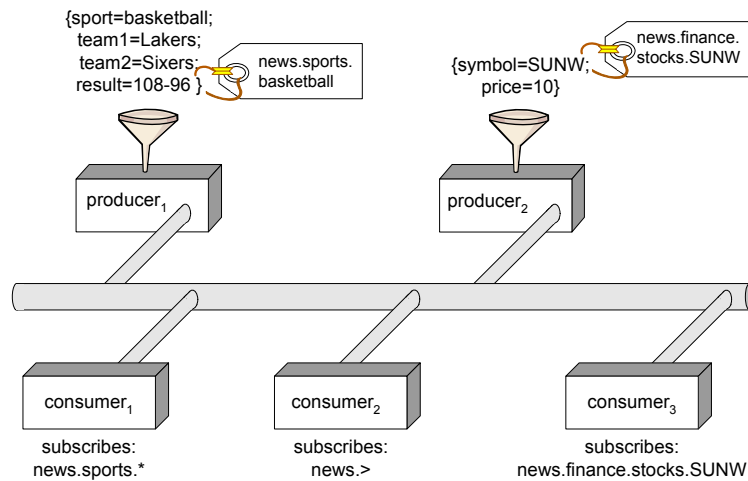 {sport=basketball;
team1=Lakers;
team2=Sixers;
result=108-96 }
news.sports.
basketball
{symbol=SUNW;
price=10}
news.finance.
stocks.SUNW
producer1
producer2
consumer1
consumer2
consumer3
subscribes:
news.sports.*
subscribes:
news.>
subscribes:
news.finance.stocks.SUNW